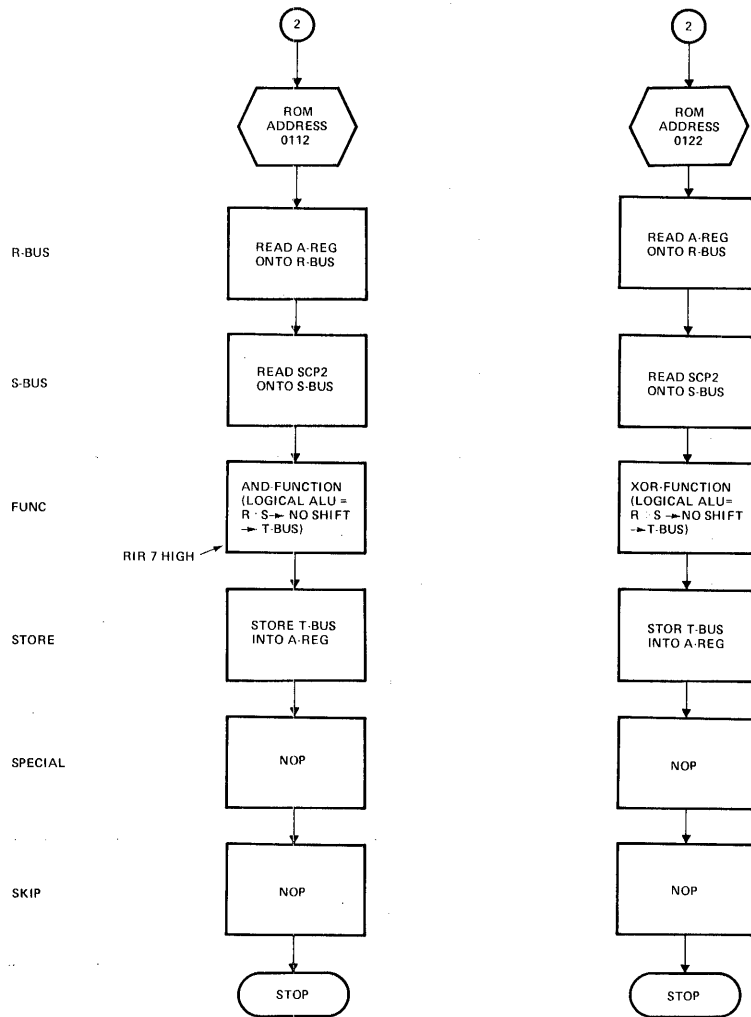 2
ROM
ADDRESS
0112
R-BUS
READ A-REG
ONTO R-BUS
S-BUS
READ SCP2
ONTO S-BUS
FUNC
AND-FUNCTION
(LOGICAL ALU =
R · S → NO SHIFT
→ T-BUS)
RIR 7 HIGH
STORE
STORE T-BUS
INTO A-REG
SPECIAL
NOP
SKIP
NOP
STOP
2
ROM
ADDRESS
0122
READ A-REG
ONTO R-BUS
READ SCP2
ONTO S-BUS
XOR-FUNCTION
(LOGICAL ALU=
R S → NO SHIFT
→ T-BUS)
STOR T-BUS
INTO A-REG
NOP
NOP
STOP